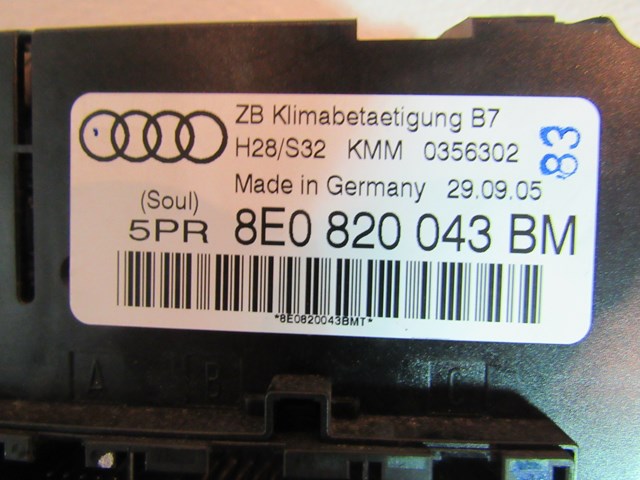 ZB Klimabetaetigung B7
H28/S32 KMM 0356302
83
Made in Germany 29.09.05
(Soul)
5PR 8E0 820 043 BM
*8E0820043BMT*
A B C